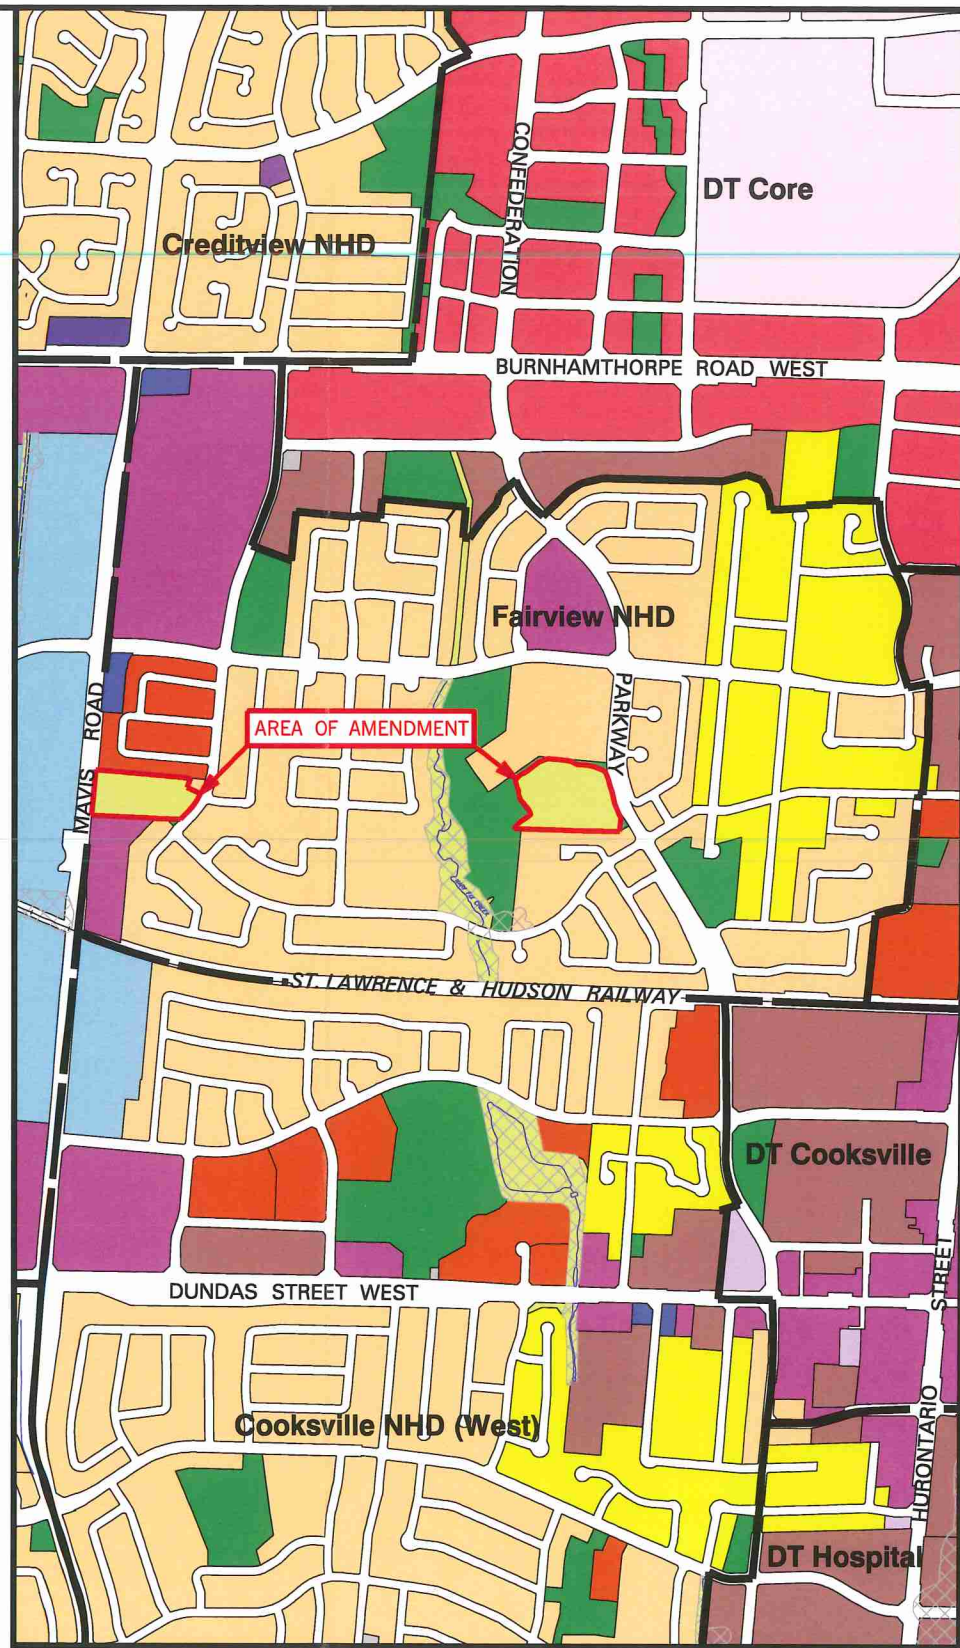 CONFEDERATION
DT Core
Creditview NHD
BURNHAMTHORPE ROAD WEST
Fairview NHD
PARKWAY
MAVIS ROAD
AREA OF AMENDMENT
ST. LAWRENCE & HUDSON RAILWAY
DT Cooksville
DUNDAS STREET WEST
HURONTARIO STREET
Cooksville NHD (West)
DT Hospital